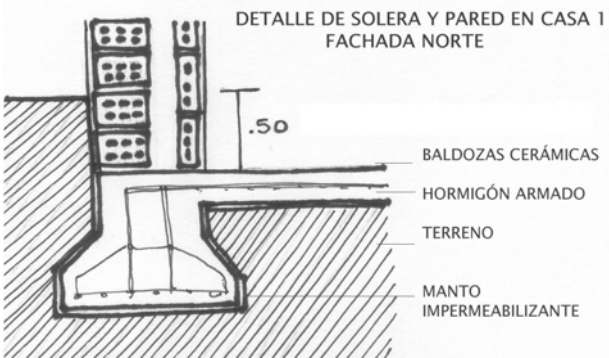 DETALLE DE SOLERA Y PARED EN CASA 1
FACHADA NORTE
.50
BALDOZAS CERÁMICAS
HORMIGÓN ARMADO
TERRENO
MANTO
IMPERMEABILIZANTE